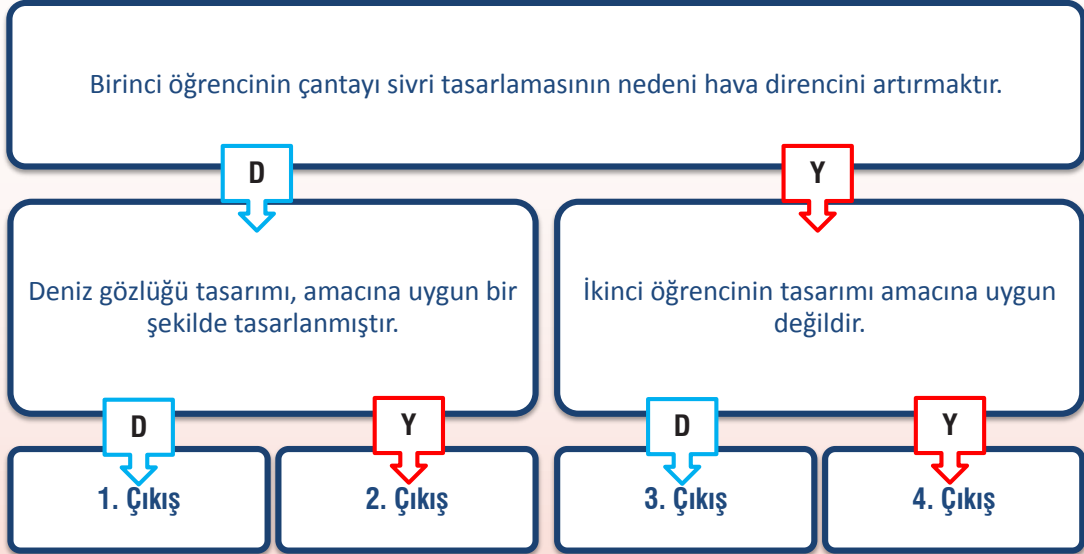 Birinci öğrencinin çantayı sivri tasarlamasının nedeni hava direncini artırmaktır.
D
Y
Deniz gözlüğü tasarımı, amacına uygun bir
şekilde tasarlanmıştır.
İkinci öğrencinin tasarımı amacına uygun
değildir.
D
Y
D
Y
1. Çıkış
2. Çıkış
3. Çıkış
4. Çıkış